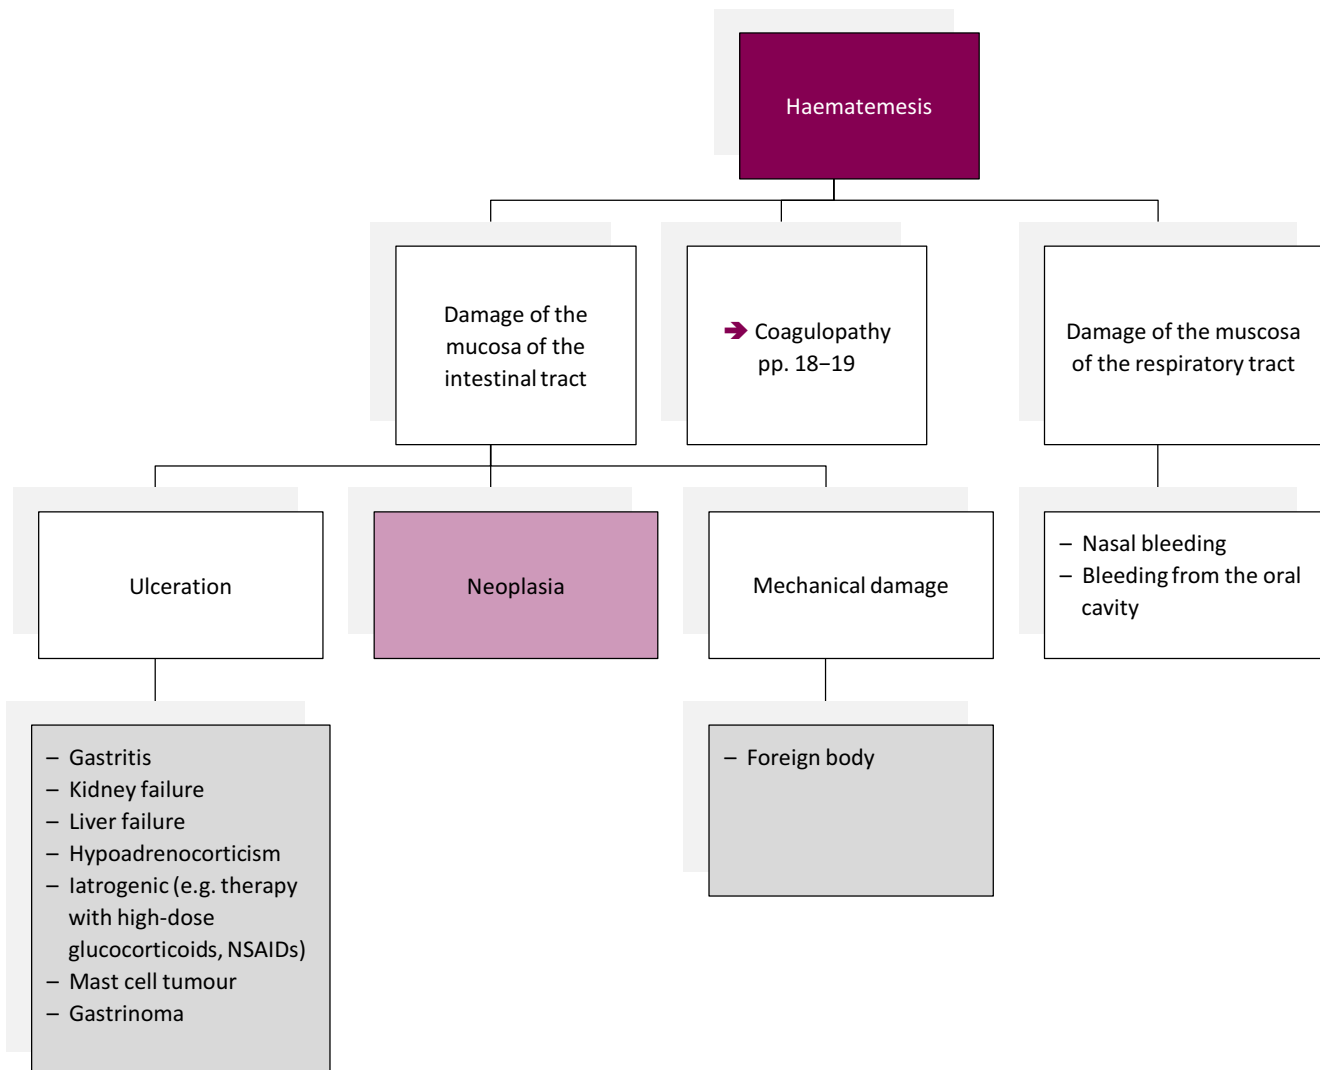 Haematemesis
Damage of the
mucosa of the
intestinal tract
➔ Coagulopathy
pp. 18–19
Damage of the muscosa
of the respiratory tract
Ulceration
Neoplasia
Mechanical damage
– Nasal bleeding
– Bleeding from the oral
cavity
– Gastritis
– Kidney failure
– Liver failure
– Hypoadrenocorticism
– Iatrogenic (e.g. therapy
with high-dose
glucocorticoids, NSAIDs)
– Mast cell tumour
– Gastrinoma
– Foreign body